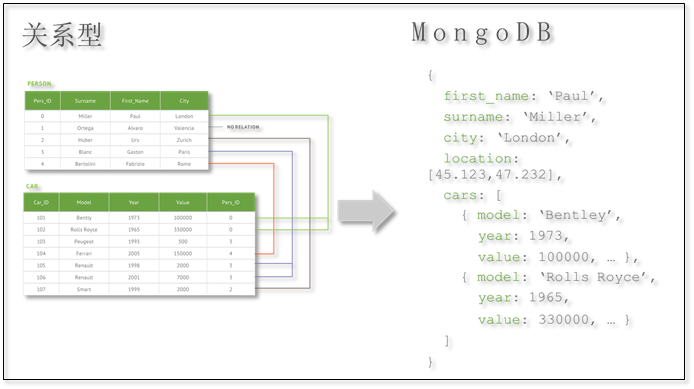 关系型
MongoDB
PERSON
Pers_ID Surname First_Name City
0 Miller Paul London
1 Ortega Alvaro Valencia
NO RELATION
2 Huber Urs Zurich
3 Blanc Gaston Paris
4 Bertolini Fabrizio Rome
CAR
Car_ID Model Year Value Pers_ID
101 Bently 1973 100000 0
102 Rolls Royce 1965 330000 0
103 Peugeot 1993 500 3
104 Ferrari 2005 150000 4
105 Renault 1998 2000 3
106 Renault 2001 7000 3
107 Smart 1999 2000 2
{
first_name: ‘Paul’,
surname: ‘Miller’,
city: ‘London’,
location:
[45.123,47.232],
cars: [
{ model: ‘Bentley’,
year: 1973,
value: 100000, … },
{ model: ‘Rolls Royce’,
year: 1965,
value: 330000, … }
]
}